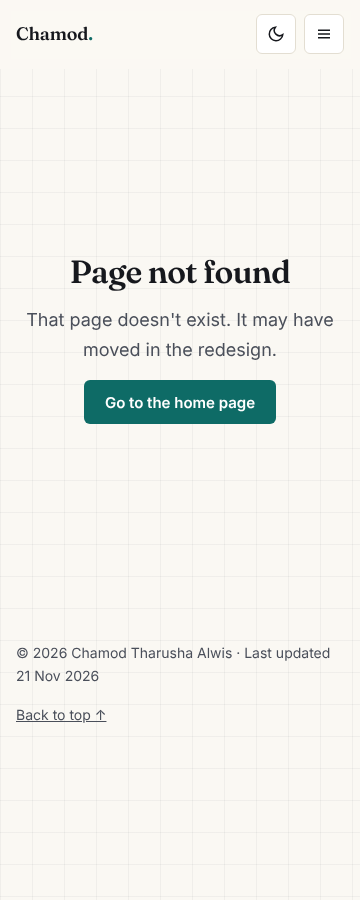 Chamod.
Page not found
That page doesn't exist. It may have
moved in the redesign.
Go to the home page
© 2026 Chamod Tharusha Alwis · Last updated
21 Nov 2026
Back to top ↑